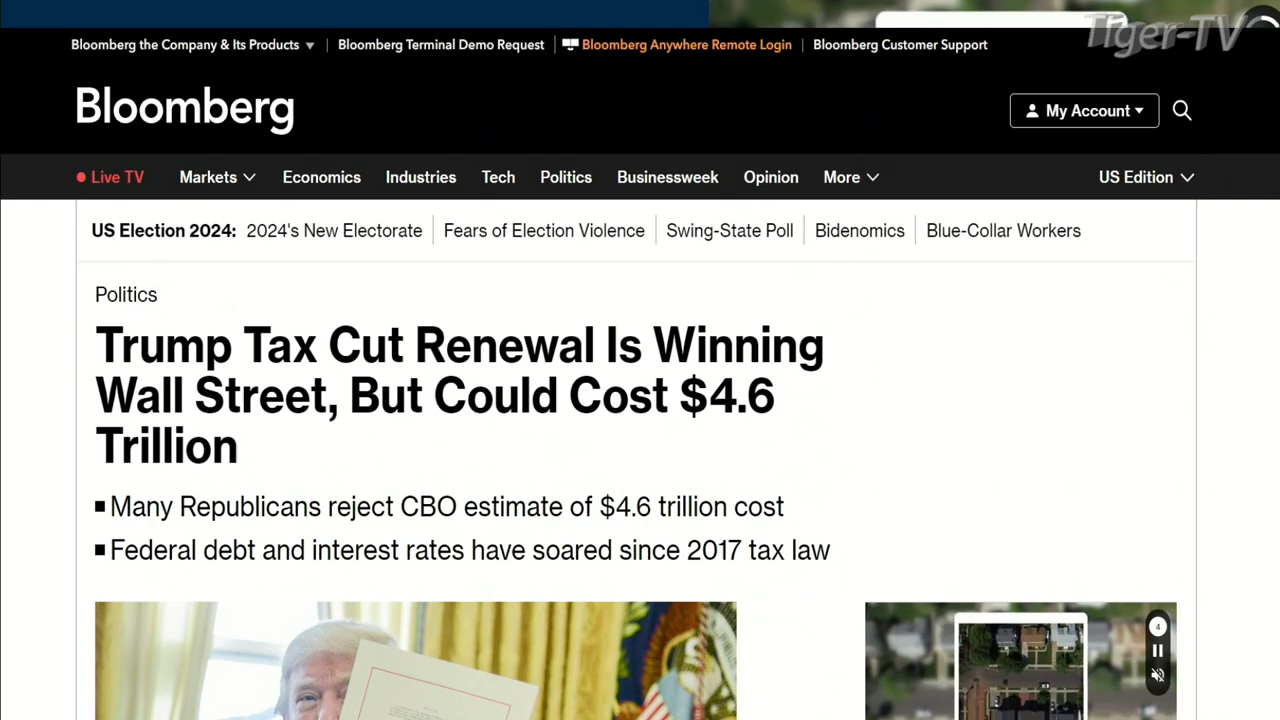 Tiger-TV
Bloomberg the Company & Its Products ▼ Bloomberg Terminal Demo Request Bloomberg Anywhere Remote Login Bloomberg Customer Support
Bloomberg
My Account
Live TV Markets Economics Industries Tech Politics Businessweek Opinion More US Edition
US Election 2024: 2024's New Electorate Fears of Election Violence Swing-State Poll Bidenomics Blue-Collar Workers
Politics
Trump Tax Cut Renewal Is Winning
Wall Street, But Could Cost $4.6
Trillion
■ Many Republicans reject CBO estimate of $4.6 trillion cost
■ Federal debt and interest rates have soared since 2017 tax law
4